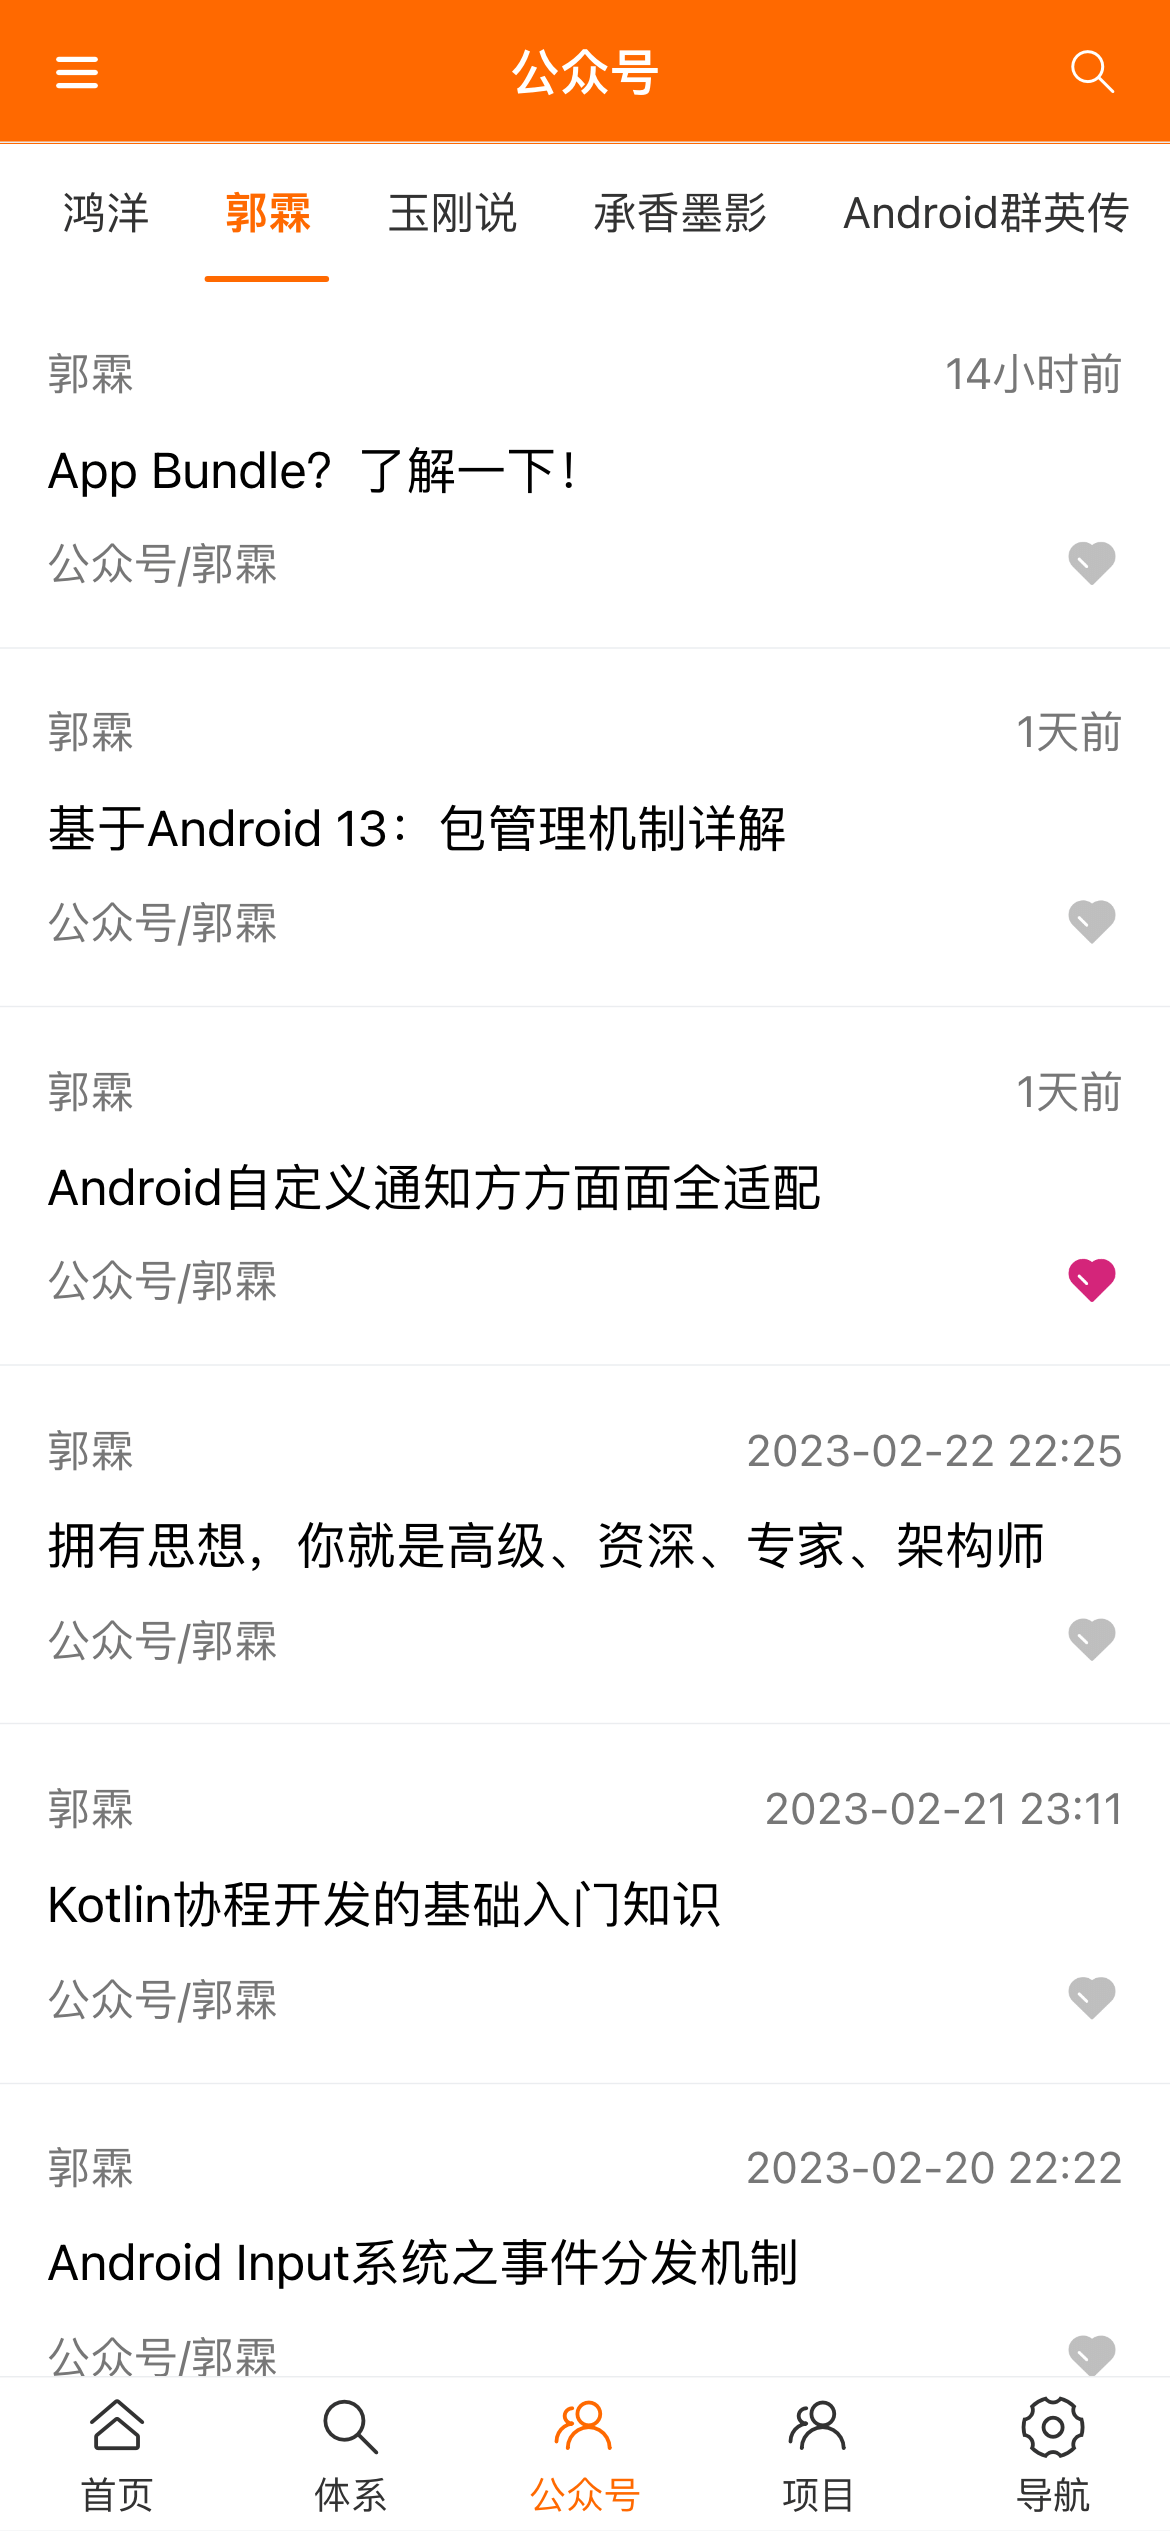 公众号
鸿洋 郭霖 玉刚说 承香墨影 Android群英传
郭霖 14小时前
App Bundle？了解一下！
公众号/郭霖
郭霖 1天前
基于Android 13：包管理机制详解
公众号/郭霖
郭霖 1天前
Android自定义通知方方面面全适配
公众号/郭霖
郭霖 2023-02-22 22:25
拥有思想，你就是高级、资深、专家、架构师
公众号/郭霖
郭霖 2023-02-21 23:11
Kotlin协程开发的基础入门知识
公众号/郭霖
郭霖 2023-02-20 22:22
Android Input系统之事件分发机制
公众号/郭霖
首页 体系 公众号 项目 导航